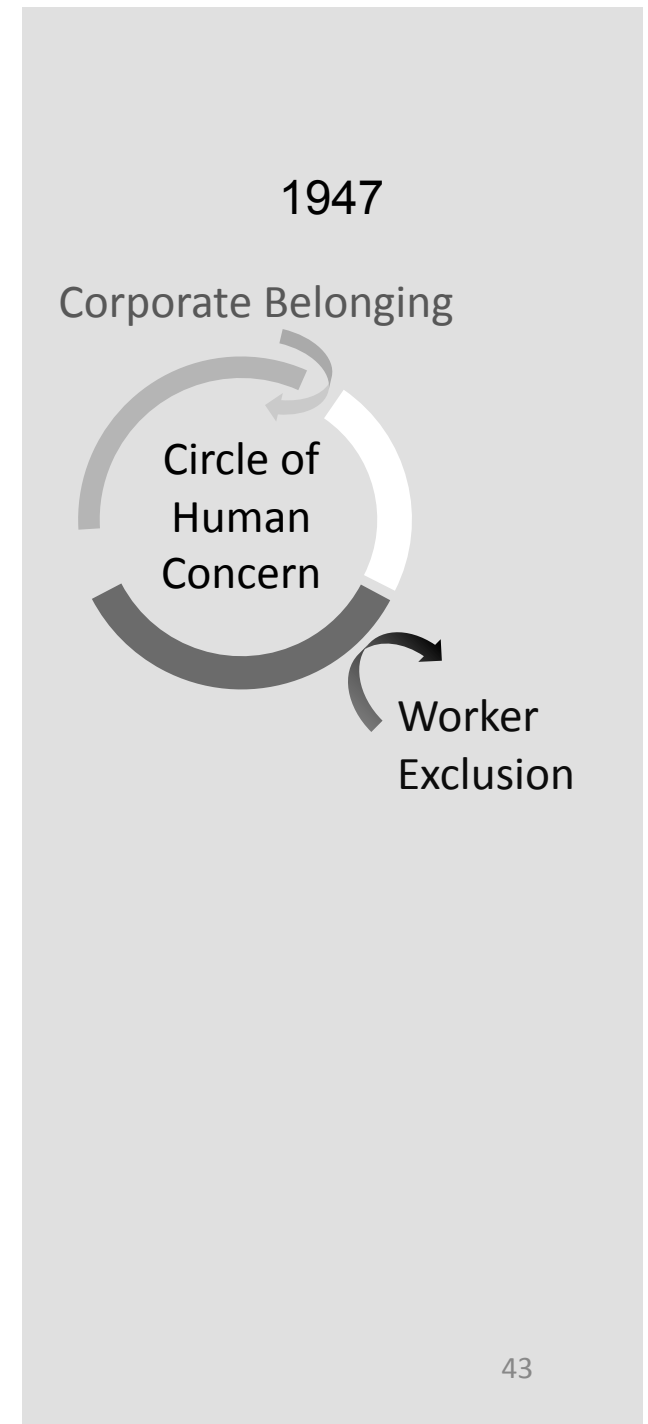 1947
Corporate Belonging
Circle of
Human
Concern
Worker
Exclusion
43